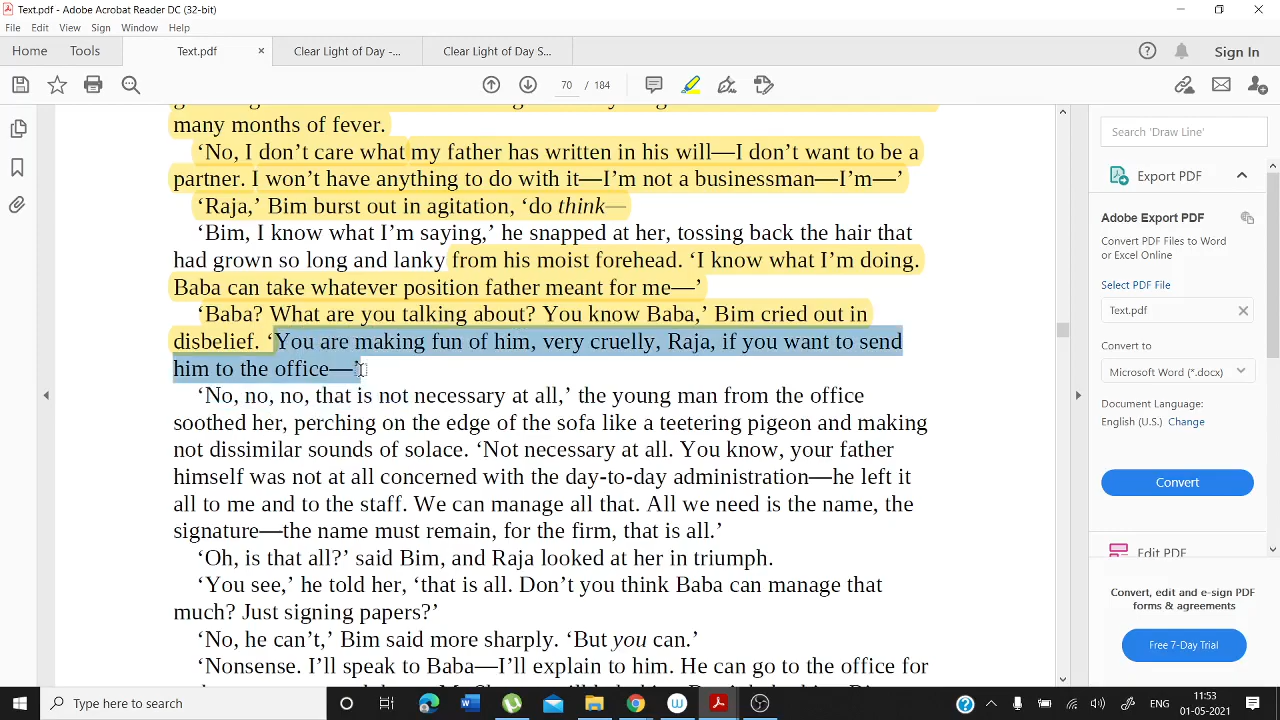 Text.pdf - Adobe Acrobat Reader DC (32-bit)
File Edit View Sign Window Help
Home Tools Text.pdf × Clear Light of Day -... Clear Light of Day S... Sign In
70 / 184
many months of fever.
‘No, I don’t care what my father has written in his will—I don’t want to be a
partner. I won’t have anything to do with it—I’m not a businessman—I’m—’
‘Raja,’ Bim burst out in agitation, ‘do think—
‘Bim, I know what I’m saying,’ he snapped at her, tossing back the hair that
had grown so long and lanky from his moist forehead. ‘I know what I’m doing.
Baba can take whatever position father meant for me—’
‘Baba? What are you talking about? You know Baba,’ Bim cried out in
disbelief. ‘You are making fun of him, very cruelly, Raja, if you want to send
him to the office—’
‘No, no, no, that is not necessary at all,’ the young man from the office
soothed her, perching on the edge of the sofa like a teetering pigeon and making
not dissimilar sounds of solace. ‘Not necessary at all. You know, your father
himself was not at all concerned with the day-to-day administration—he left it
all to me and to the staff. We can manage all that. All we need is the name, the
signature—the name must remain, for the firm, that is all.’
‘Oh, is that all?’ said Bim, and Raja looked at her in triumph.
‘You see,’ he told her, ‘that is all. Don’t you think Baba can manage that
much? Just signing papers?’
‘No, he can’t,’ Bim said more sharply. ‘But you can.’
‘Nonsense. I’ll speak to Baba—I’ll explain to him. He can go to the office for
Search 'Draw Line'
Export PDF
Adobe Export PDF
Convert PDF Files to Word
or Excel Online
Select PDF File
Text.pdf
Convert to
Microsoft Word (*.docx)
Document Language:
English (U.S.) Change
Convert
Edit PDF
Convert, edit and e-sign PDF
forms & agreements
Free 7-Day Trial
Type here to search
ENG
11:53
01-05-2021